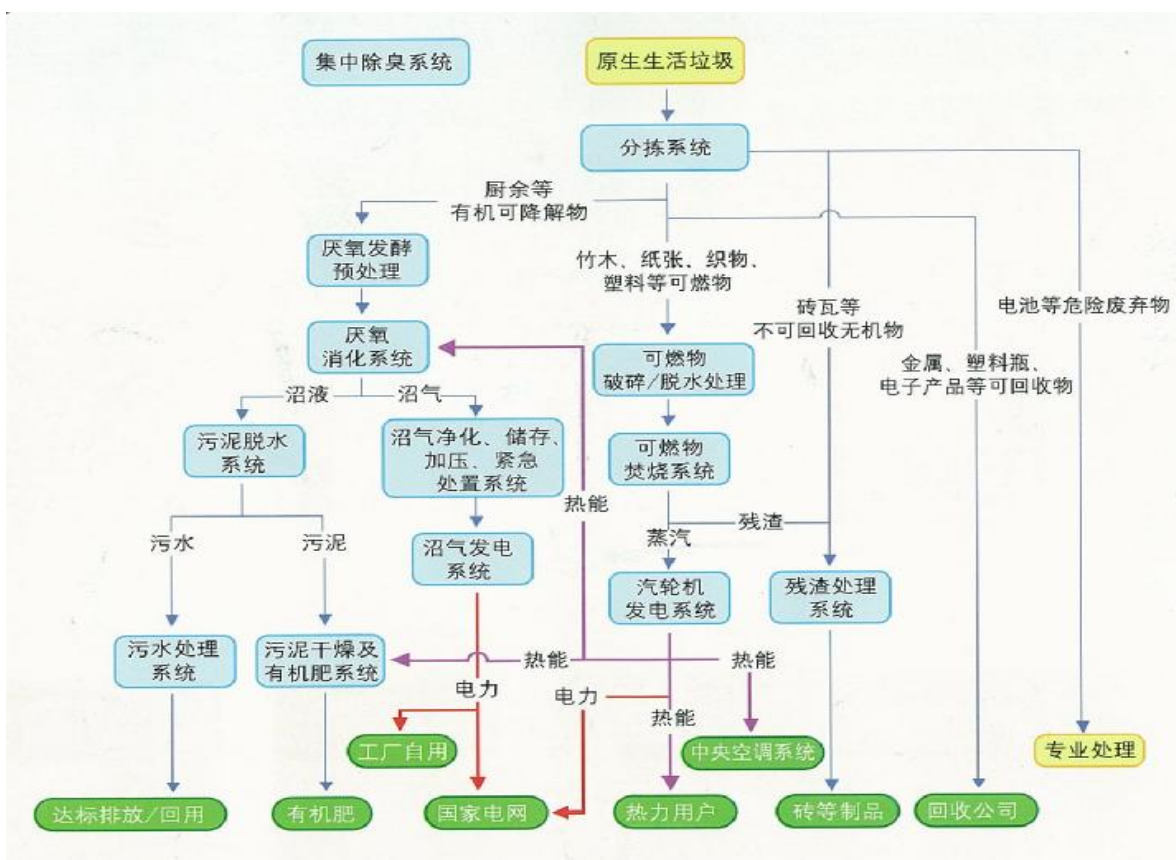 集中除臭系统
原生生活垃圾
分拣系统
厨余等
有机可降解物
厌氧发酵
预处理
竹木、纸张、织物、
塑料等可燃物
砖瓦等
不可回收无机物
电池等危险废弃物
厌氧
消化系统
可燃物
破碎/脱水处理
金属、塑料瓶、
电子产品等可回收物
沼液
沼气
污泥脱水
系统
沼气净化、储存、
加压、紧急
处置系统
可燃物
焚烧系统
热能
残渣
蒸汽
污水
污泥
沼气发电
系统
汽轮机
发电系统
残渣处理
系统
污水处理
系统
污泥干燥及
有机肥系统
热能
热能
电力
电力
热能
工厂自用
中央空调系统
专业处理
达标排放/回用
有机肥
国家电网
热力用户
砖等制品
回收公司